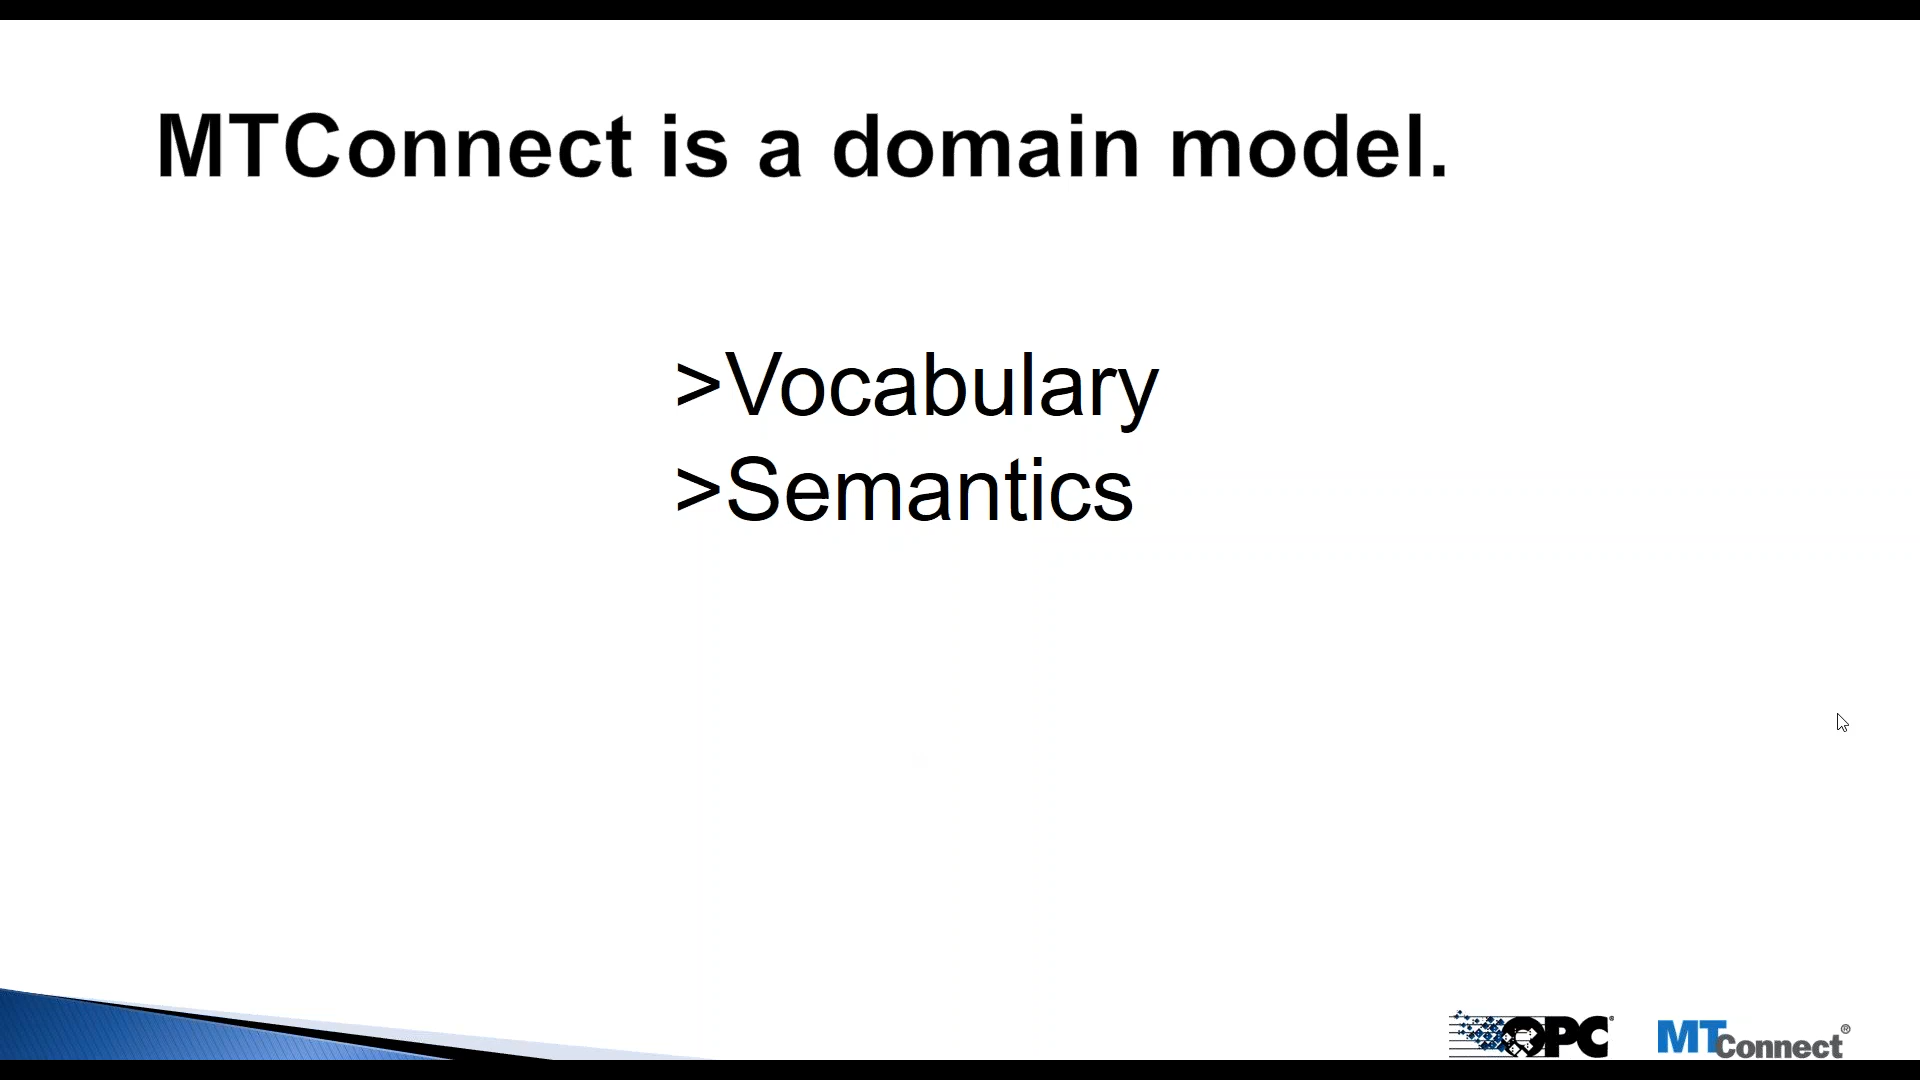 MTConnect is a domain model.
>Vocabulary
>Semantics
OPC®
MTConnect®